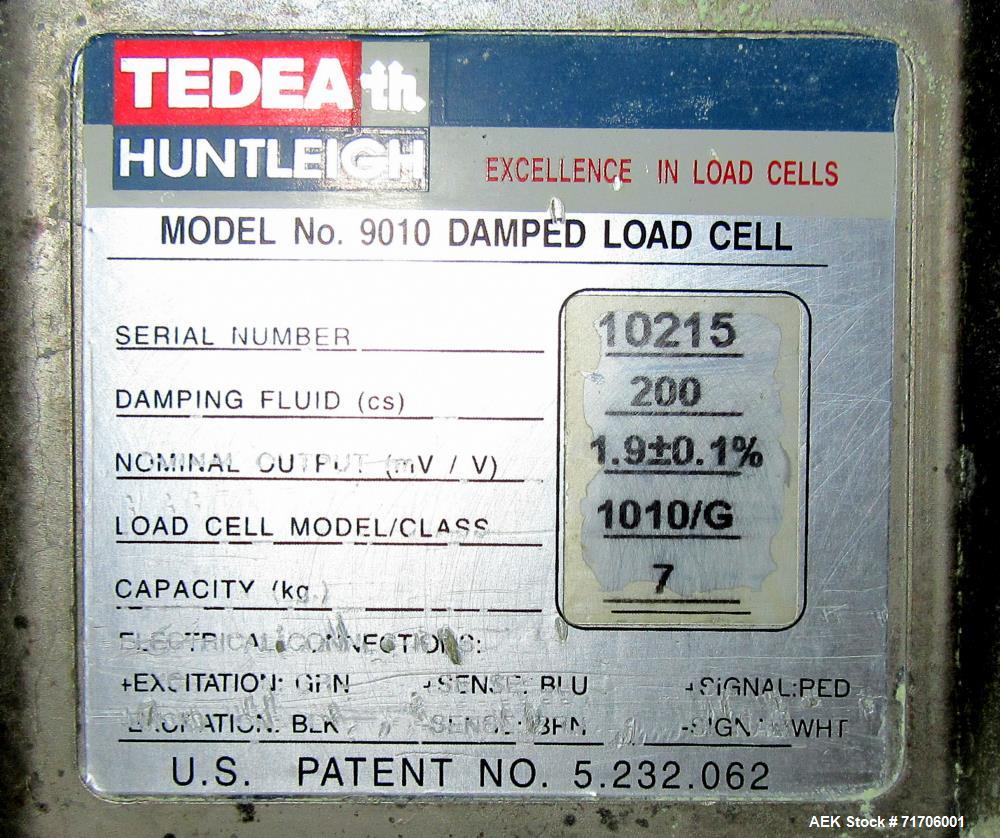 TEDEA th
HUNTLEIGH
EXCELLENCE IN LOAD CELLS
MODEL No. 9010 DAMPED LOAD CELL
SERIAL NUMBER 10215
DAMPING FLUID (cs) 200
NOMINAL OUTPUT (mV / V) 1.9±0.1%
LOAD CELL MODEL/CLASS 1010/G
CAPACITY (kg) 7
ELECTRICAL CONNECTIONS:
+EXCITATION: GRN +SENSE: BLU +SIGNAL:RED
-EXCITATION: BLK -SENSE: BRN -SIGNAL: WHT
U.S. PATENT NO. 5.232.062
AEK Stock # 71706001